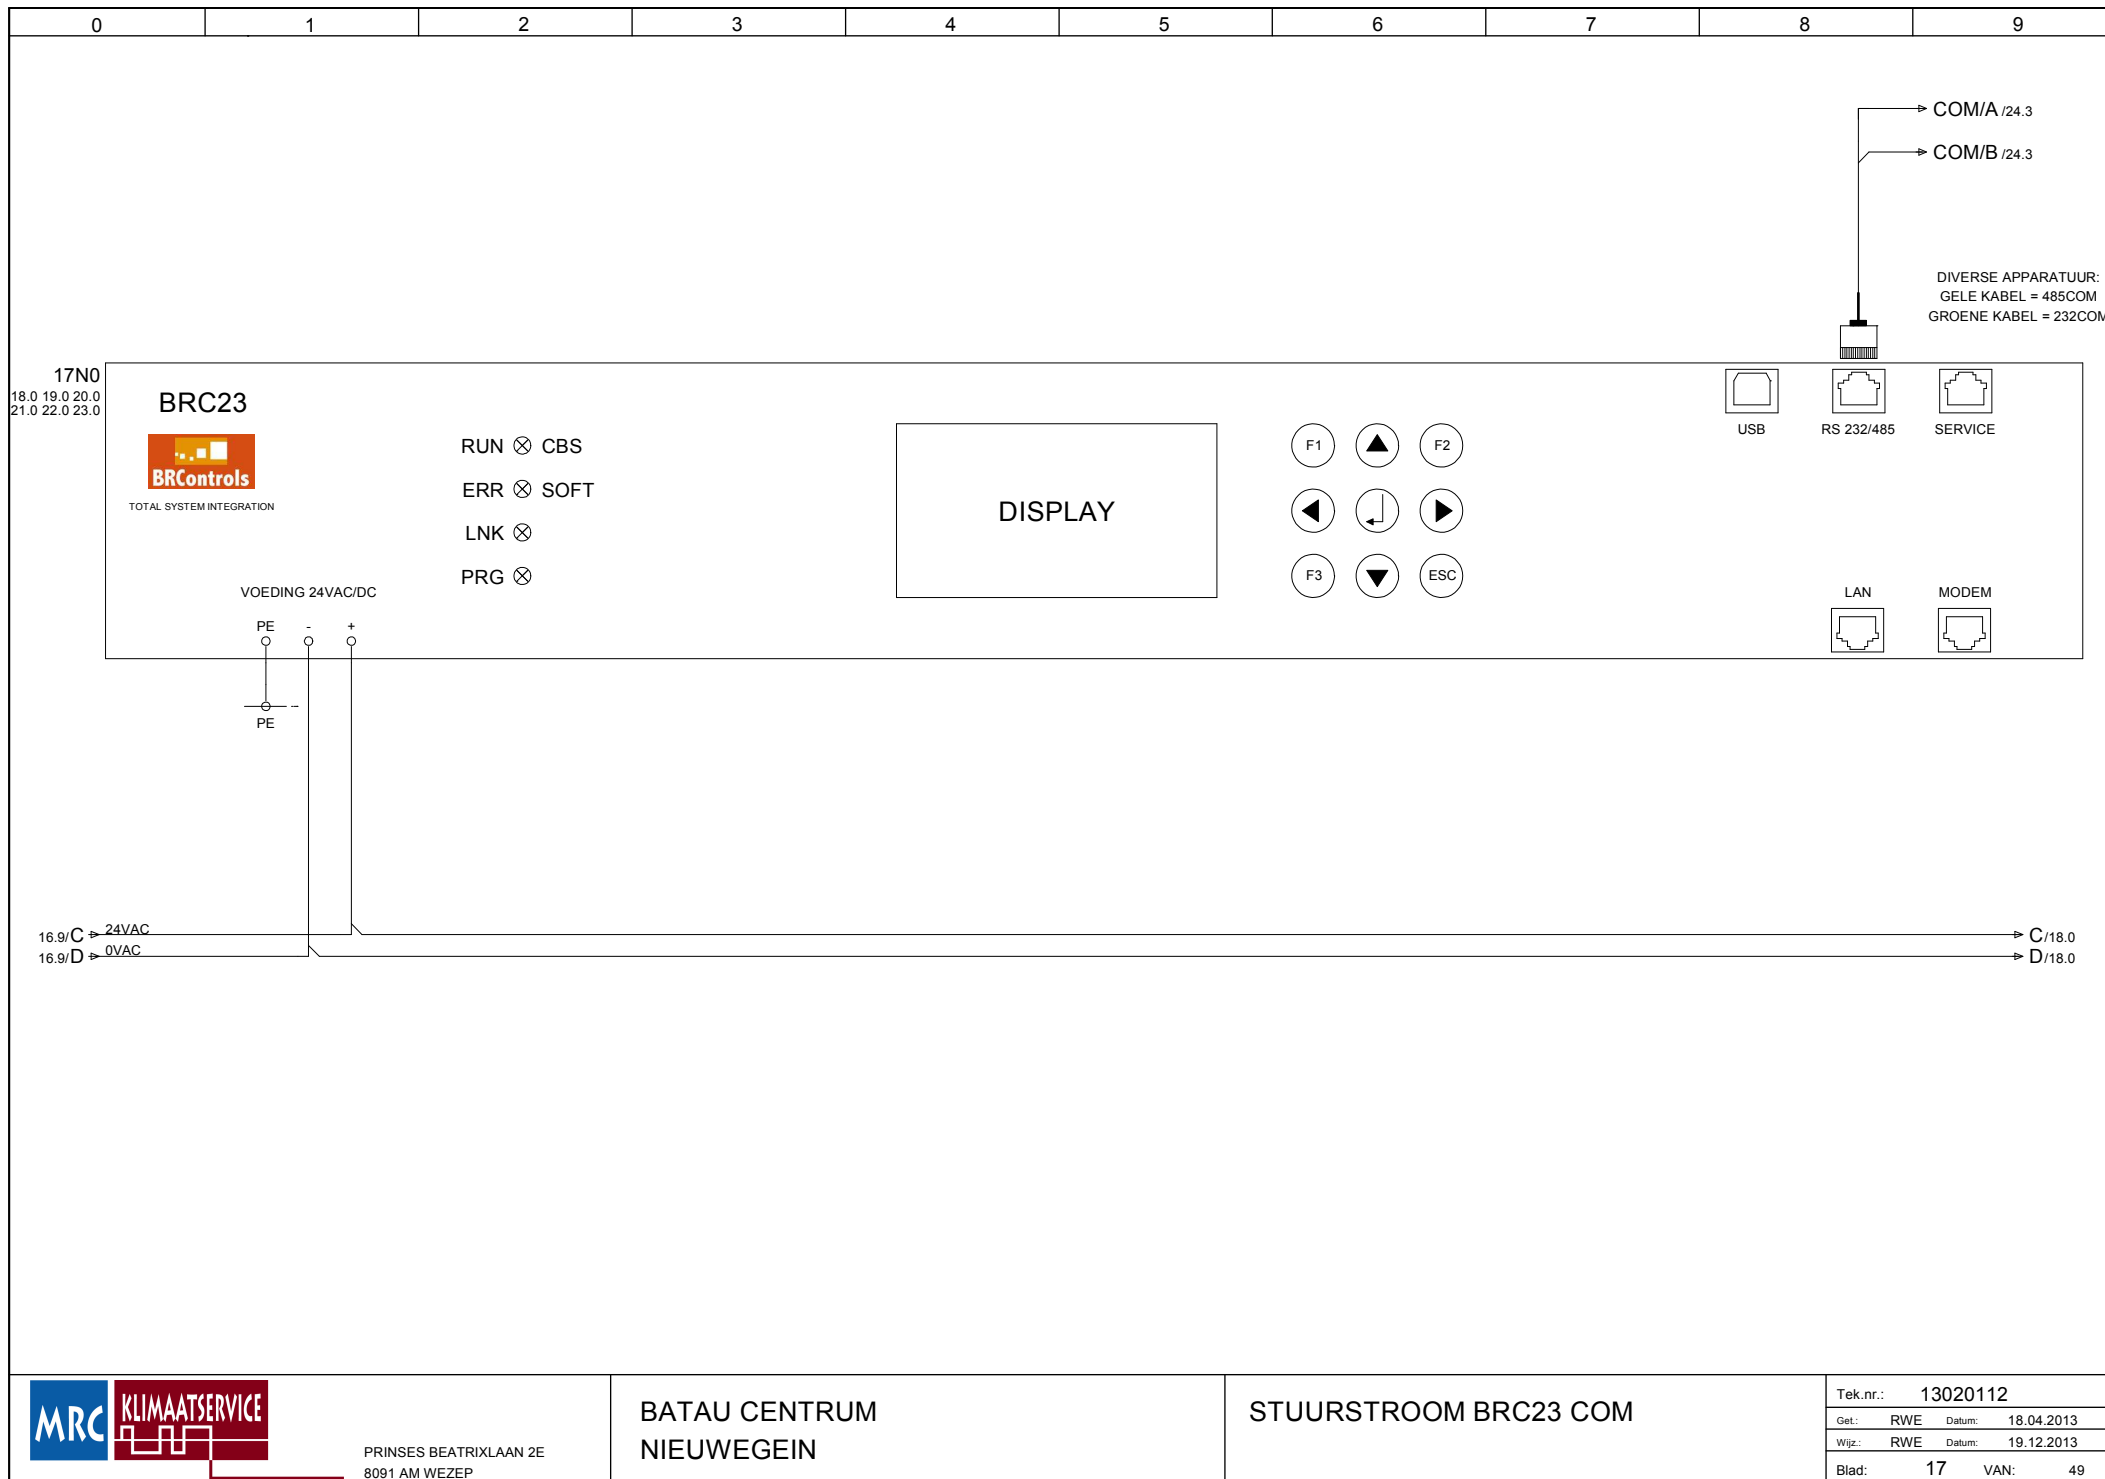 0 1 2 3 4 5 6 7 8 9
COM/A /24.3
COM/B /24.3
DIVERSE APPARATUUR:
GELE KABEL = 485COM
GROENE KABEL = 232COM
17N0
18.0 19.0 20.0
21.0 22.0 23.0
BRC23
BRControls
TOTAL SYSTEM INTEGRATION
RUN CBS
ERR SOFT
LNK
PRG
DISPLAY
F1 F2
F3 ESC
USB RS 232/485 SERVICE
LAN MODEM
VOEDING 24VAC/DC
PE - +
PE
16.9/C 24VAC C/18.0
16.9/D 0VAC D/18.0
MRC KLIMAATSERVICE
PRINSES BEATRIXLAAN 2E
8091 AM WEZEP
BATAU CENTRUM
NIEUWEGEIN
STUURSTROOM BRC23 COM
Tek.nr.: 13020112
Get.: RWE Datum: 18.04.2013
Wijz.: RWE Datum: 19.12.2013
Blad: 17 VAN: 49